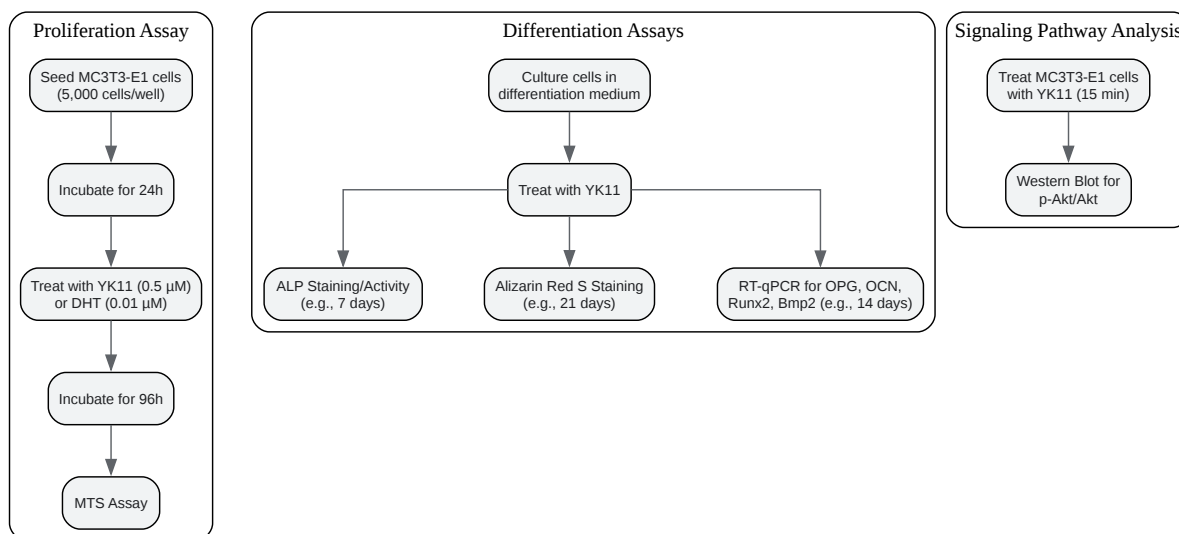 Proliferation Assay
Seed MC3T3-E1 cells
(5,000 cells/well)
Incubate for 24h
Treat with YK11 (0.5 µM)
or DHT (0.01 µM)
Incubate for 96h
MTS Assay
Differentiation Assays
Culture cells in
differentiation medium
Treat with YK11
ALP Staining/Activity
(e.g., 7 days)
Alizarin Red S Staining
(e.g., 21 days)
RT-qPCR for OPG, OCN,
Runx2, Bmp2 (e.g., 14 days)
Signaling Pathway Analysis
Treat MC3T3-E1 cells
with YK11 (15 min)
Western Blot for
p-Akt/Akt